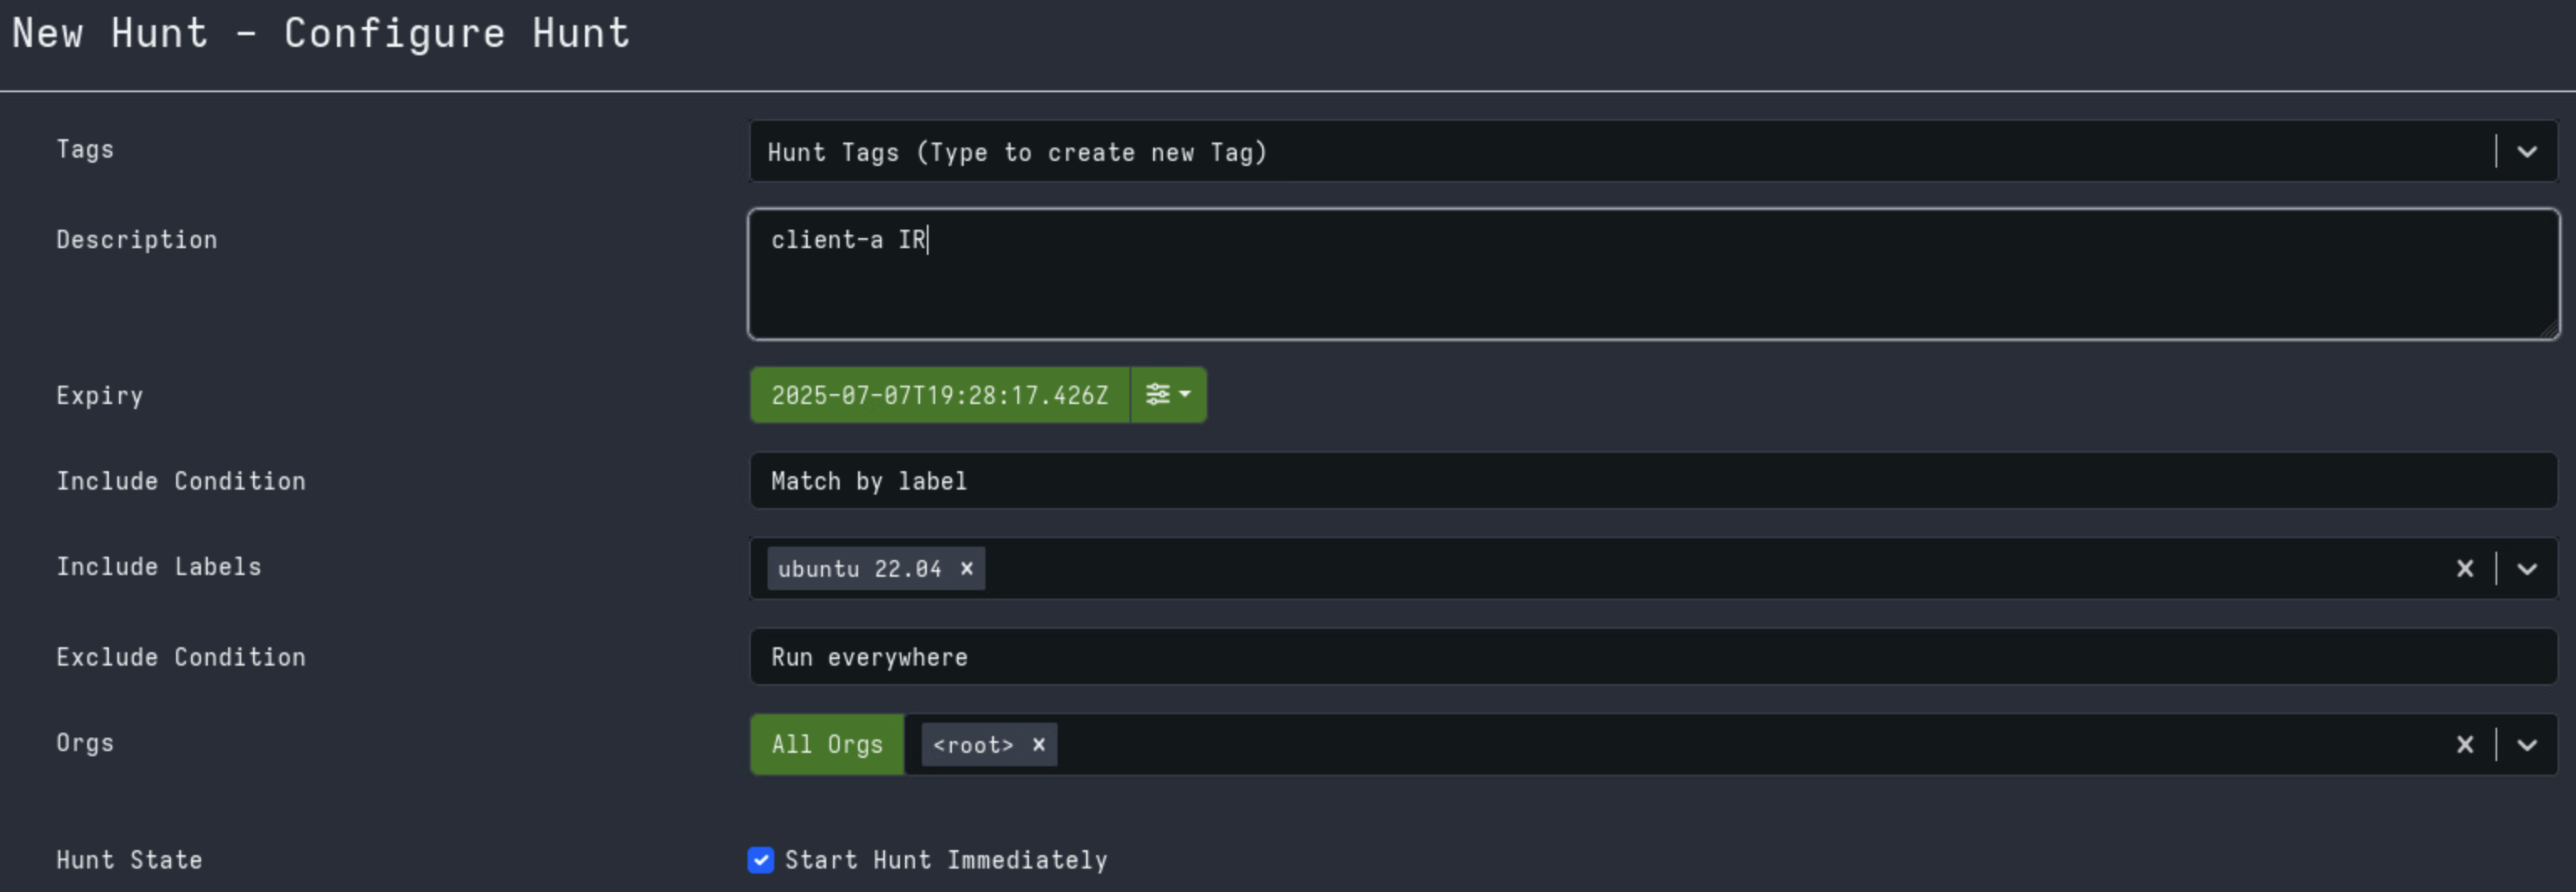 New Hunt - Configure Hunt
Tags
Hunt Tags (Type to create new Tag)
Description
client-a IR
Expiry
2025-07-07T19:28:17.426Z
Include Condition
Match by label
Include Labels
ubuntu 22.04 ×
Exclude Condition
Run everywhere
Orgs
All Orgs
<root> ×
Hunt State
Start Hunt Immediately